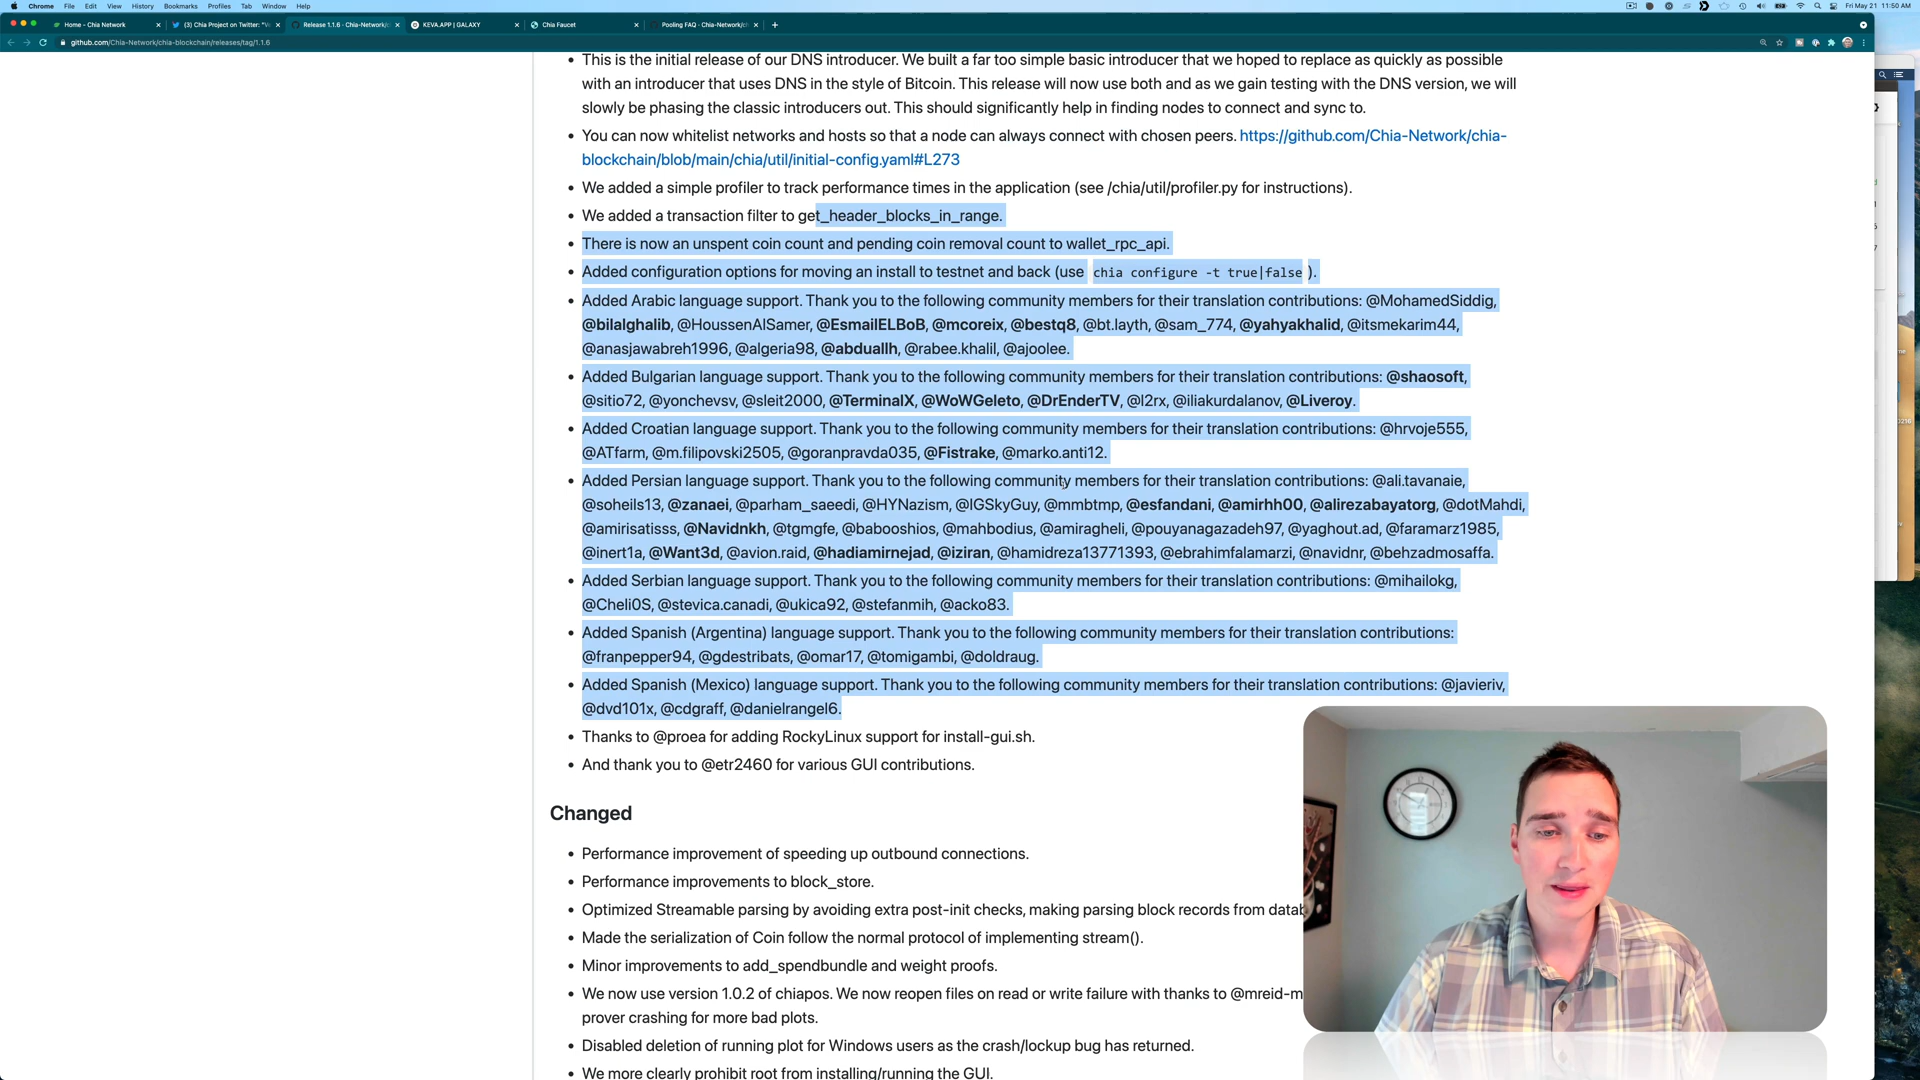 Chrome File Edit View History Bookmarks Profiles Tab Window Help
Fri May 21 11:50 AM
Home - Chia Network
(3) Chia Project on Twitter: "V
Release 1.1.6 · Chia-Network/c
KEVA.APP | GALAXY
Chia Faucet
Pooling FAQ · Chia-Network/c
github.com/Chia-Network/chia-blockchain/releases/tag/1.1.6
• This is the initial release of our DNS introducer. We built a far too simple basic introducer that we hoped to replace as quickly as possible
with an introducer that uses DNS in the style of Bitcoin. This release will now use both and as we gain testing with the DNS version, we will
slowly be phasing the classic introducers out. This should significantly help in finding nodes to connect and sync to.
• You can now whitelist networks and hosts so that a node can always connect with chosen peers. https://github.com/Chia-Network/chia-
blockchain/blob/main/chia/util/initial-config.yaml#L273
• We added a simple profiler to track performance times in the application (see /chia/util/profiler.py for instructions).
• We added a transaction filter to get_header_blocks_in_range.
• There is now an unspent coin count and pending coin removal count to wallet_rpc_api.
• Added configuration options for moving an install to testnet and back (use chia configure -t true|false ).
• Added Arabic language support. Thank you to the following community members for their translation contributions: @MohamedSiddig,
@bilalghalib, @HoussenAlSamer, @EsmailELBoB, @mcoreix, @bestq8, @bt.layth, @sam_774, @yahyakhalid, @itsmekarim44,
@anasjawabreh1996, @algeria98, @abduallh, @rabee.khalil, @ajoolee.
• Added Bulgarian language support. Thank you to the following community members for their translation contributions: @shaosoft,
@sitio72, @yonchevsv, @sleit2000, @TerminalX, @WoWGeleto, @DrEnderTV, @l2rx, @iliakurdalanov, @Liveroy.
• Added Croatian language support. Thank you to the following community members for their translation contributions: @hrvoje555,
@ATfarm, @m.filipovski2505, @goranpravda035, @Fistrake, @marko.anti12.
• Added Persian language support. Thank you to the following community members for their translation contributions: @ali.tavanaie,
@soheils13, @zanaei, @parham_saeedi, @HYNazism, @IGSkyGuy, @mmbtmp, @esfandani, @amirhh00, @alirezabayatorg, @dotMahdi,
@amirisatisss, @Navidnkh, @tgmgfe, @babooshios, @mahbodius, @amiragheli, @pouyanagazadeh97, @yaghout.ad, @faramarz1985,
@inert1a, @Want3d, @avion.raid, @hadiamirnejad, @iziran, @hamidreza13771393, @ebrahimfalamarzi, @navidnr, @behzadmosaffa.
• Added Serbian language support. Thank you to the following community members for their translation contributions: @mihailokg,
@Cheli0S, @stevica.canadi, @ukica92, @stefanmih, @acko83.
• Added Spanish (Argentina) language support. Thank you to the following community members for their translation contributions:
@franpepper94, @gdestribats, @omar17, @tomigambi, @doldraug.
• Added Spanish (Mexico) language support. Thank you to the following community members for their translation contributions: @javieriv,
@dvd101x, @cdgraff, @danielrangel6.
• Thanks to @proea for adding RockyLinux support for install-gui.sh.
• And thank you to @etr2460 for various GUI contributions.
Changed
• Performance improvement of speeding up outbound connections.
• Performance improvements to block_store.
• Optimized Streamable parsing by avoiding extra post-init checks, making parsing block records from datab
• Made the serialization of Coin follow the normal protocol of implementing stream().
• Minor improvements to add_spendbundle and weight proofs.
• We now use version 1.0.2 of chiapos. We now reopen files on read or write failure with thanks to @mreid-m
prover crashing for more bad plots.
• Disabled deletion of running plot for Windows users as the crash/lockup bug has returned.
• We more clearly prohibit root from installing/running the GUI.